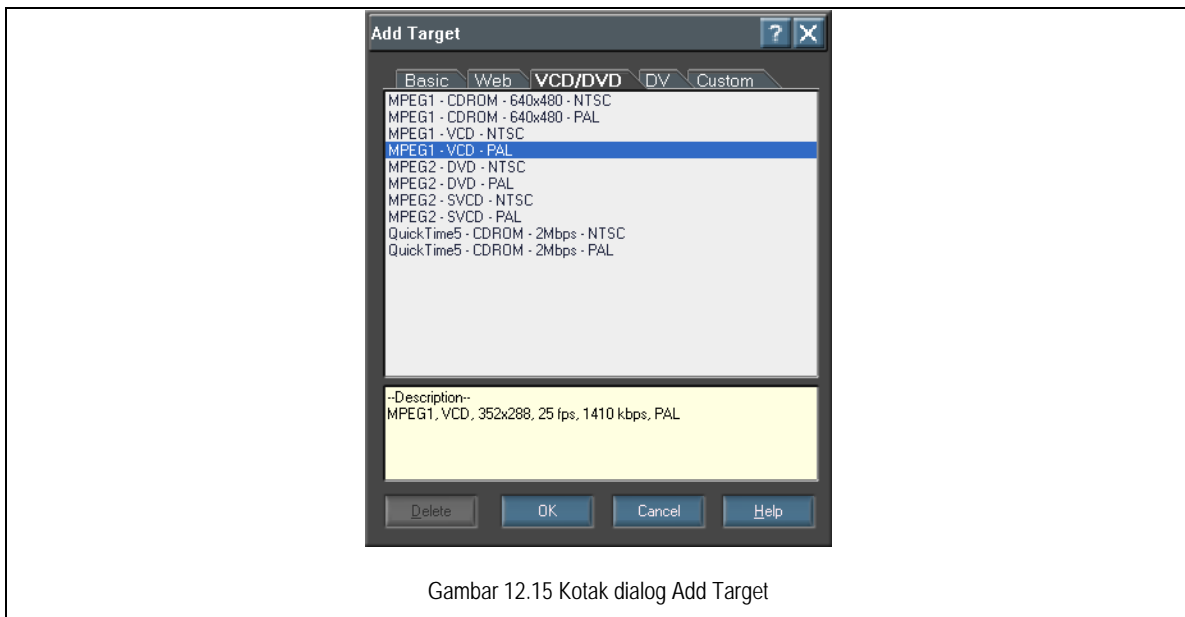 Add Target
? X
Basic Web VCD/DVD DV Custom
MPEG1 - CDROM - 640x480 - NTSC
MPEG1 - CDROM - 640x480 - PAL
MPEG1 - VCD - NTSC
MPEG1 - VCD - PAL
MPEG2 - DVD - NTSC
MPEG2 - DVD - PAL
MPEG2 - SVCD - NTSC
MPEG2 - SVCD - PAL
QuickTime5 - CDROM - 2Mbps - NTSC
QuickTime5 - CDROM - 2Mbps - PAL
--Description--
MPEG1, VCD, 352x288, 25 fps, 1410 kbps, PAL
Delete OK Cancel Help
Gambar 12.15 Kotak dialog Add Target